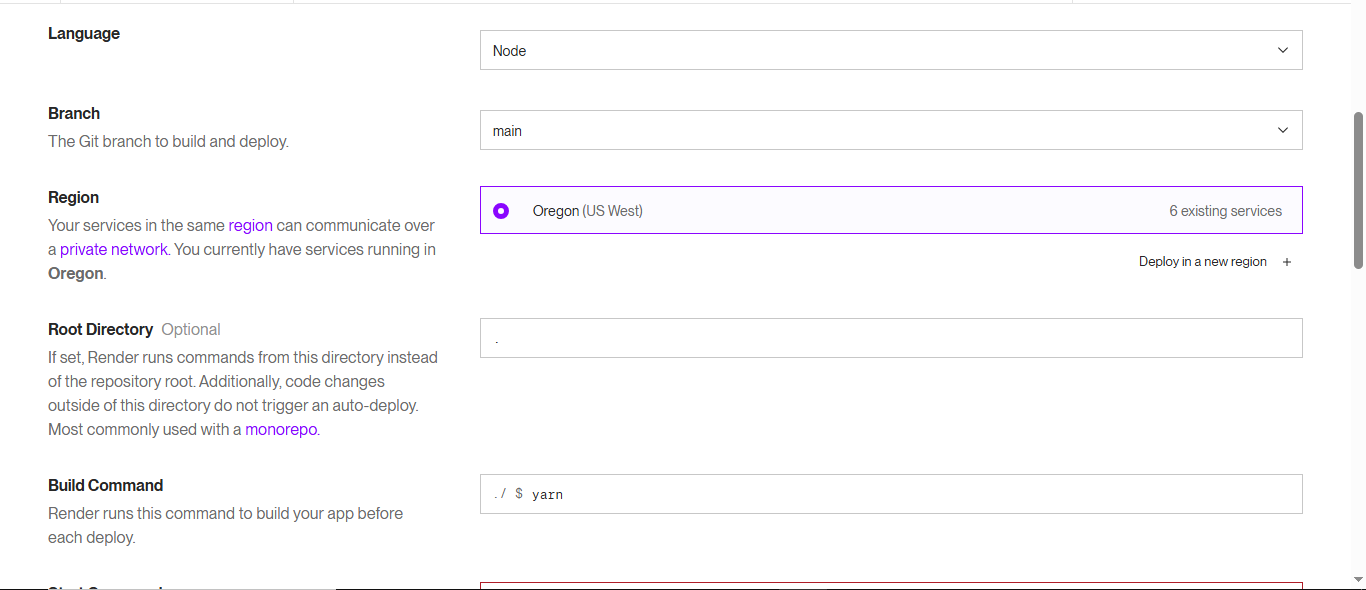 Language
Node
Branch
The Git branch to build and deploy.
main
Region
Your services in the same region can communicate over
a private network. You currently have services running in
Oregon.
Oregon (US West)
6 existing services
Deploy in a new region +
Root Directory Optional
If set, Render runs commands from this directory instead
of the repository root. Additionally, code changes
outside of this directory do not trigger an auto-deploy.
Most commonly used with a monorepo.
.
Build Command
Render runs this command to build your app before
each deploy.
./ $ yarn